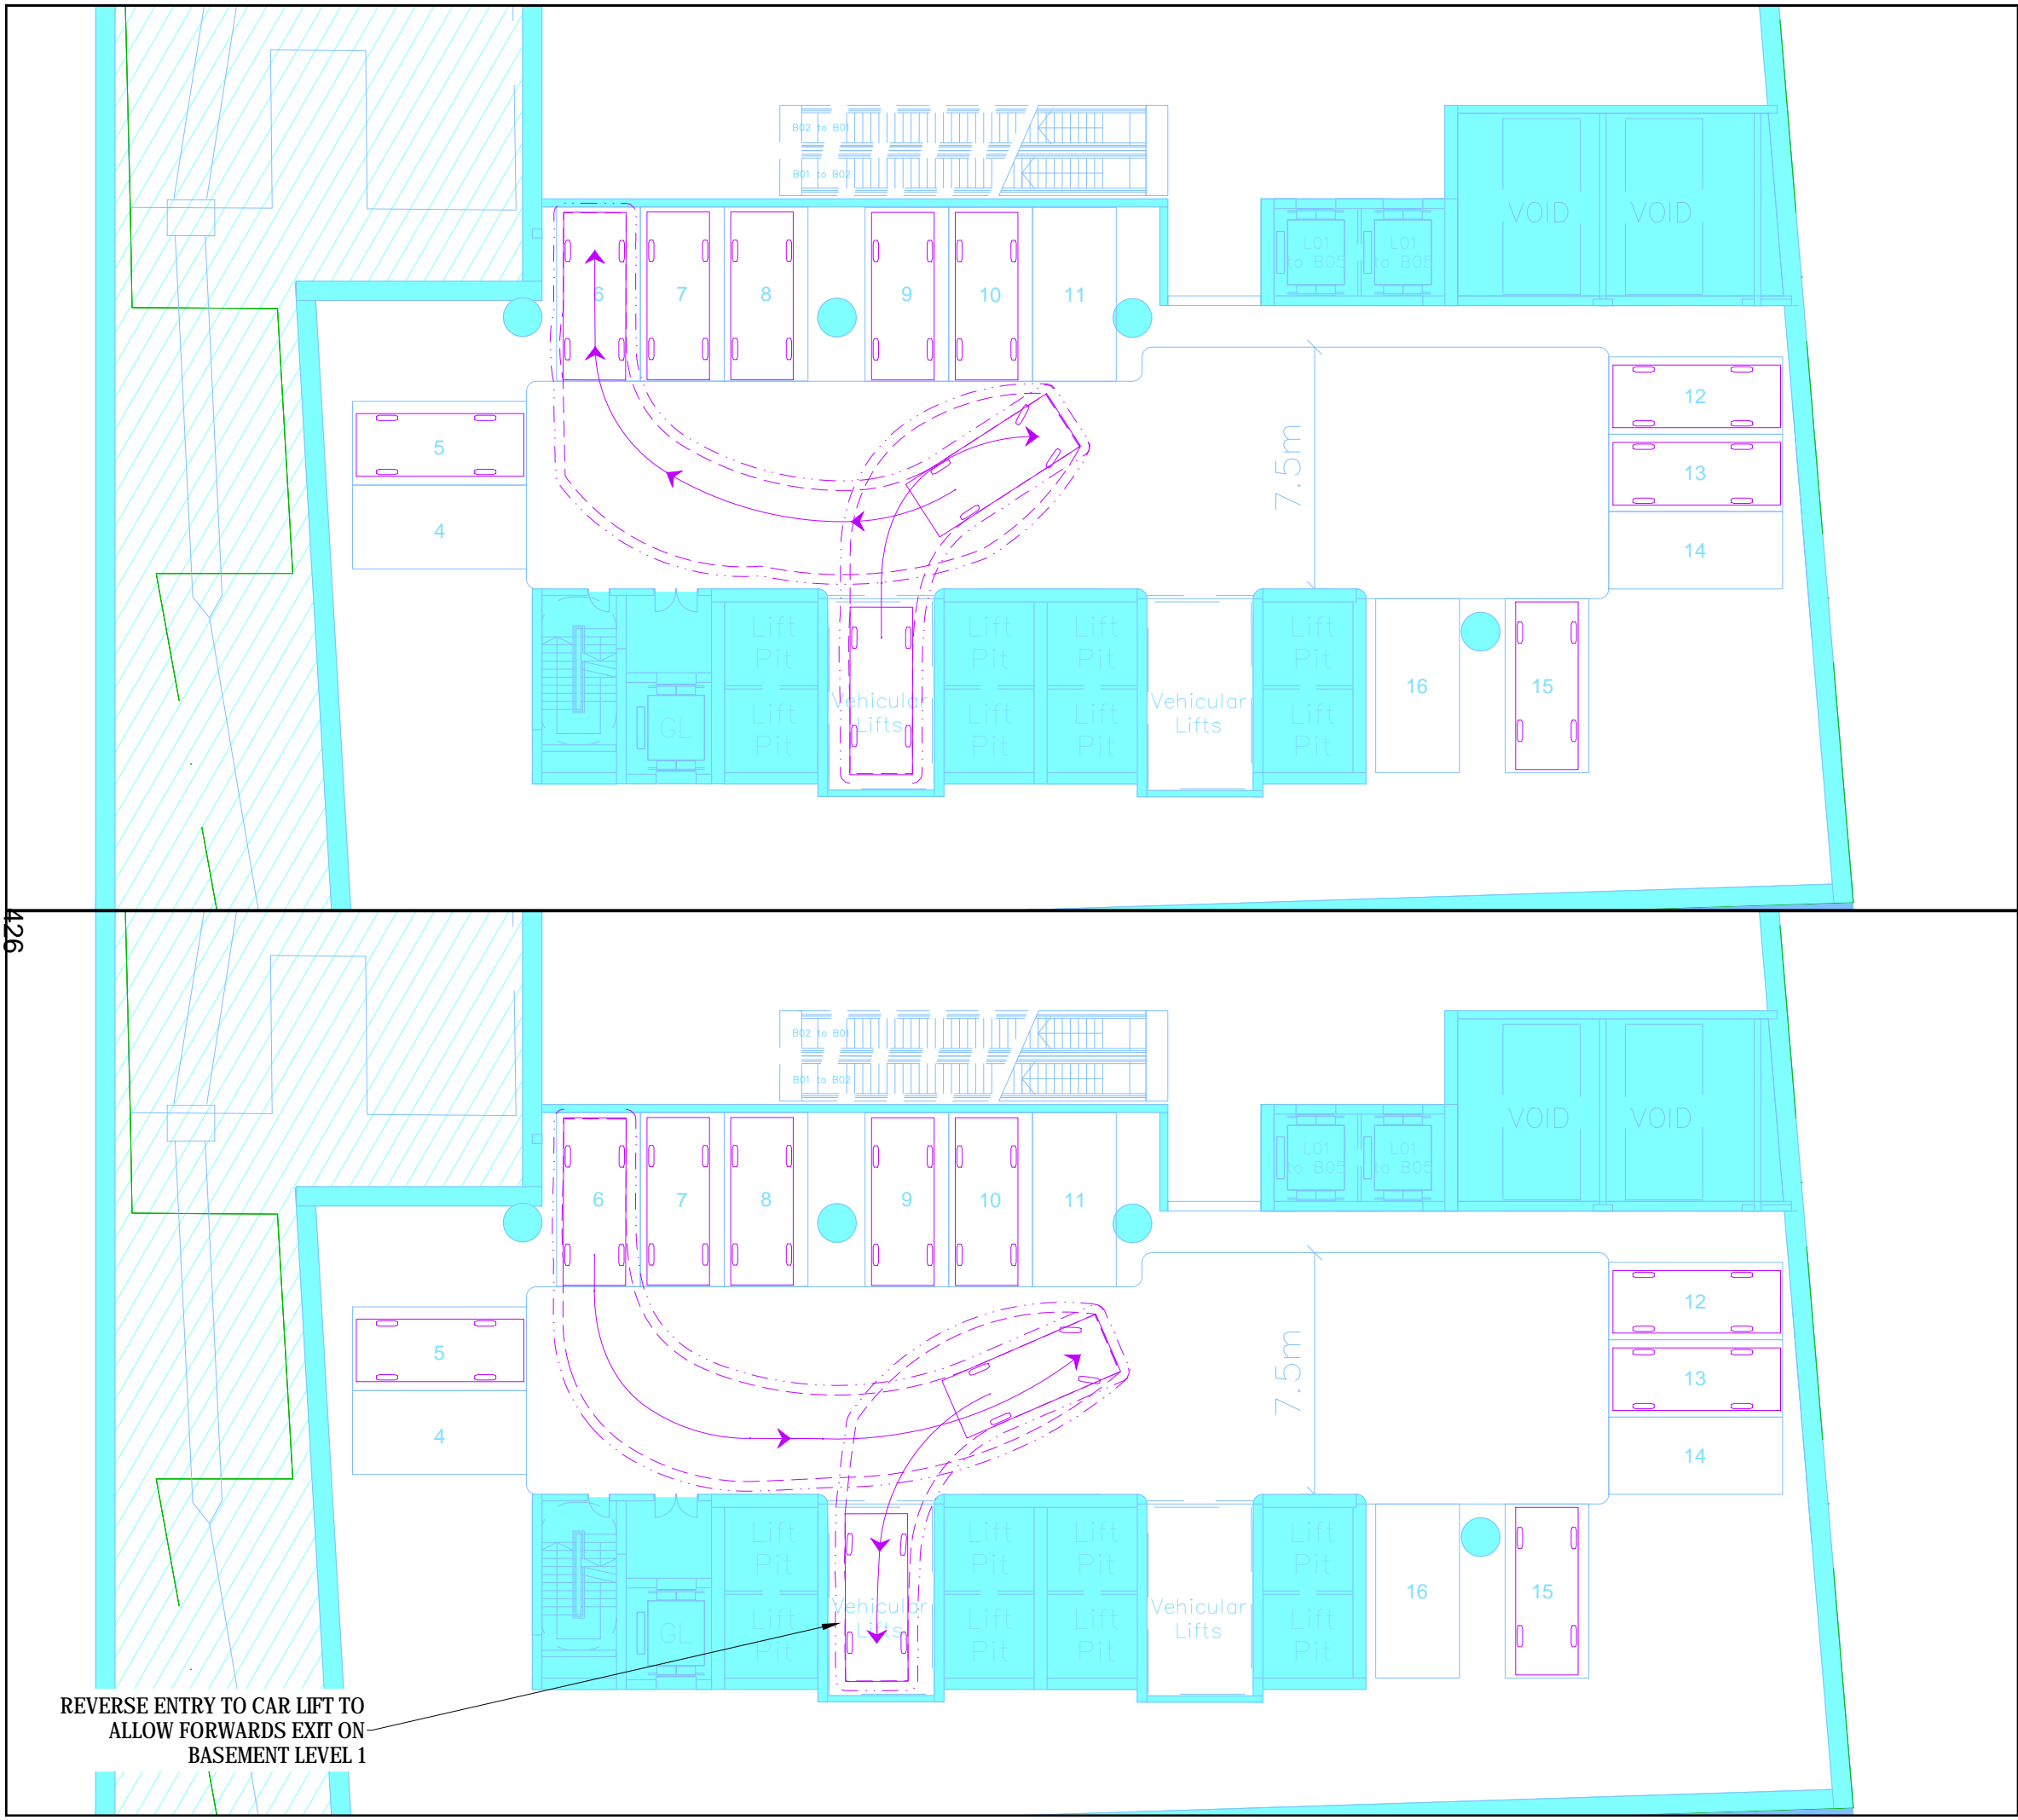 B02 to B01
B01 to B02
VOID VOID
L01 L01
to B05 to B05
6 7 8 9 10 11
12
5
13
7.5m
4
14
Lift Lift Lift Lift
Pit Pit Pit Pit
16 15
Vehicular Vehicular
Lifts Lifts
GL
Lift Lift Lift Lift
Pit Pit Pit Pit
426
B02 to B01
B01 to B02
VOID VOID
L01 L01
to B05 to B05
6 7 8 9 10 11
12
5
13
7.5m
4
14
Lift Lift Lift Lift
Pit Pit Pit Pit
16 15
Vehicular Vehicular
Lifts Lifts
GL
Lift Lift Lift Lift
Pit Pit Pit Pit
REVERSE ENTRY TO CAR LIFT TO
ALLOW FORWARDS EXIT ON
BASEMENT LEVEL 1